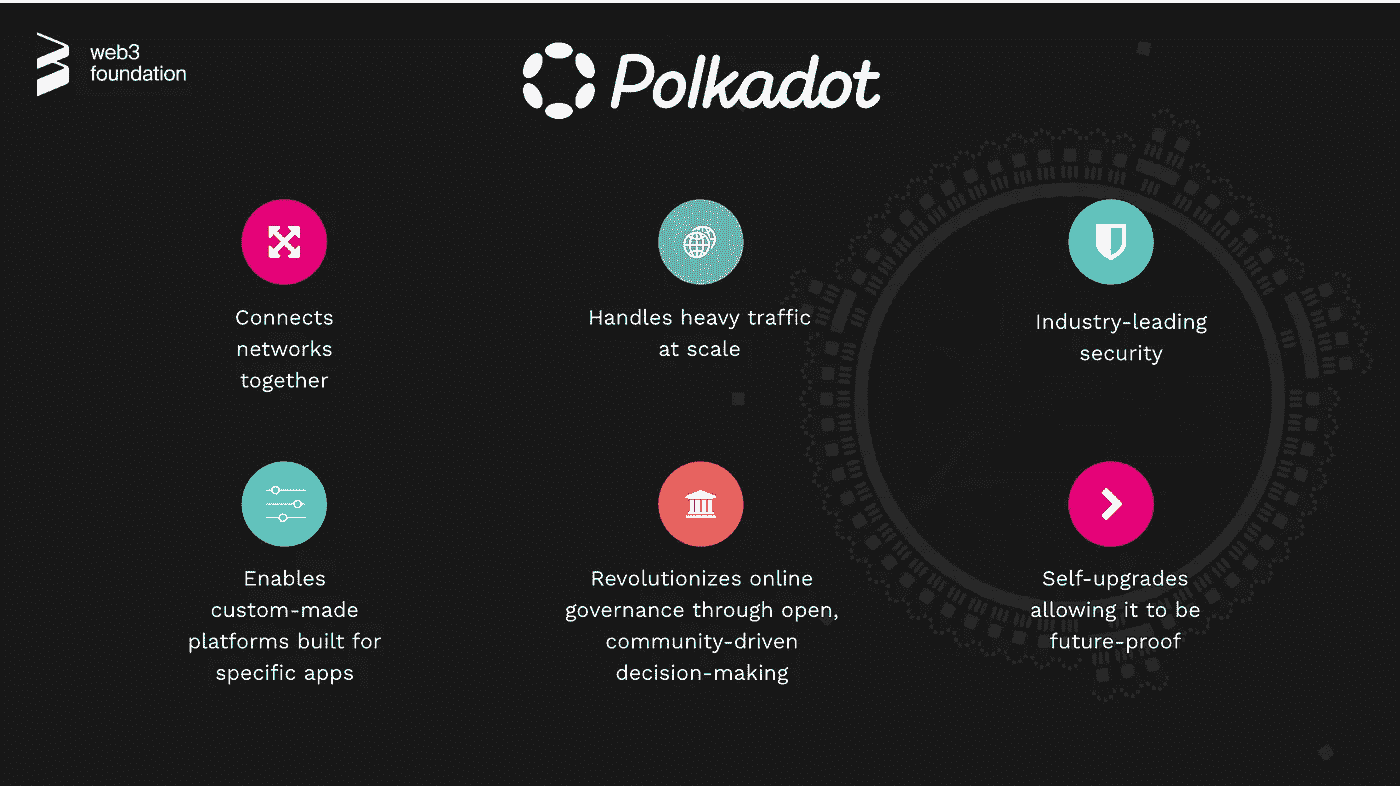 web3
foundation
Polkadot
Connects
networks
together
Handles heavy traffic
at scale
Industry-leading
security
Enables
custom-made
platforms built for
specific apps
Revolutionizes online
governance through open,
community-driven
decision-making
Self-upgrades
allowing it to be
future-proof